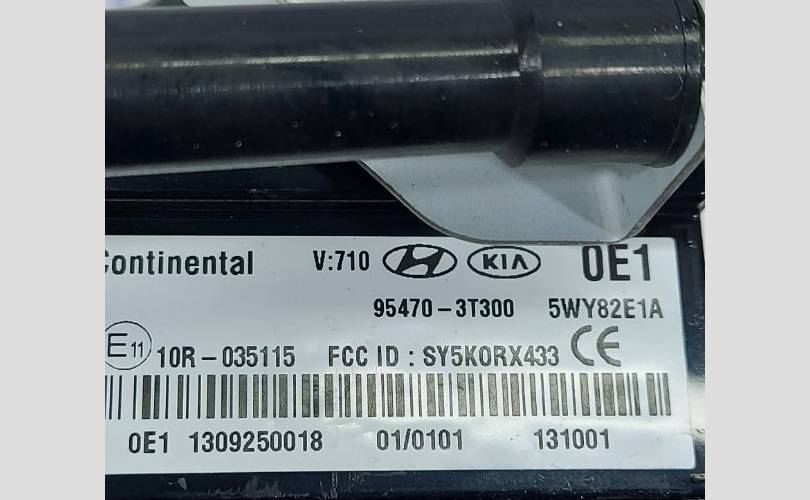 Continental V:710 HYUNDAI KIA 0E1
95470-3T300 5WY82E1A
E11 10R-035115 FCC ID : SY5K0RX433 CE
0E1 1309250018 01/0101 131001